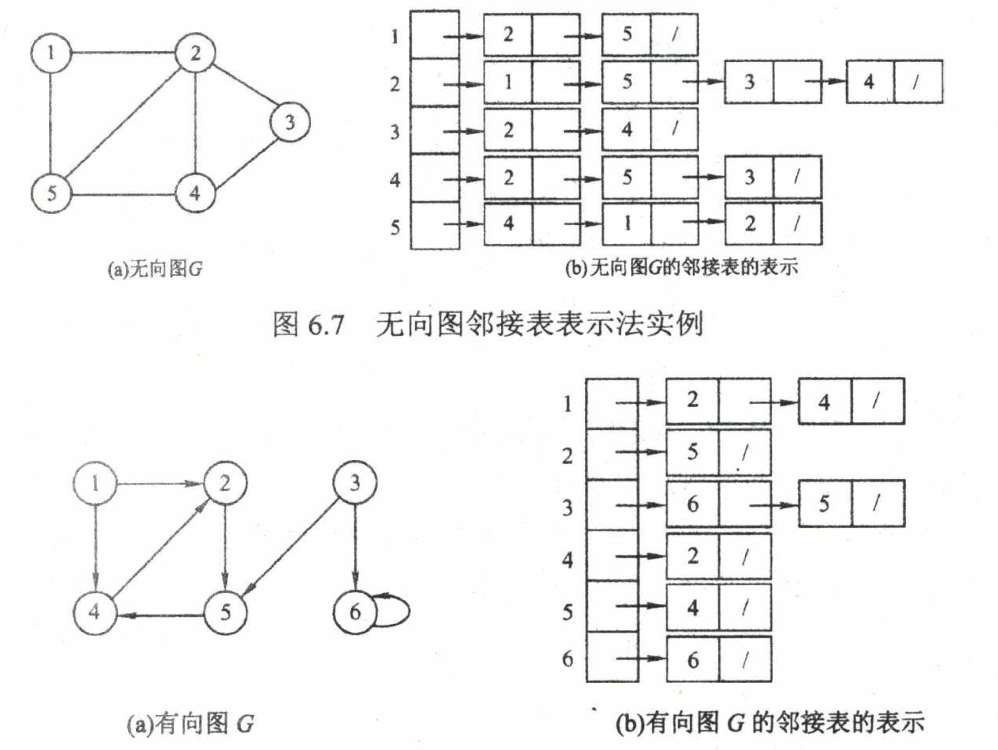 1 2
3
5 4
(a)无向图G
1 2 5 /
2 1 5 3 4 /
3 2 4 /
4 2 5 3 /
5 4 1 2 /
(b)无向图G的邻接表的表示
图 6.7 无向图邻接表表示法实例
1 2 3
4 5 6
(a)有向图 G
1 2 4 /
2 5 /
3 6 5 /
4 2 /
5 4 /
6 6 /
(b)有向图 G 的邻接表的表示